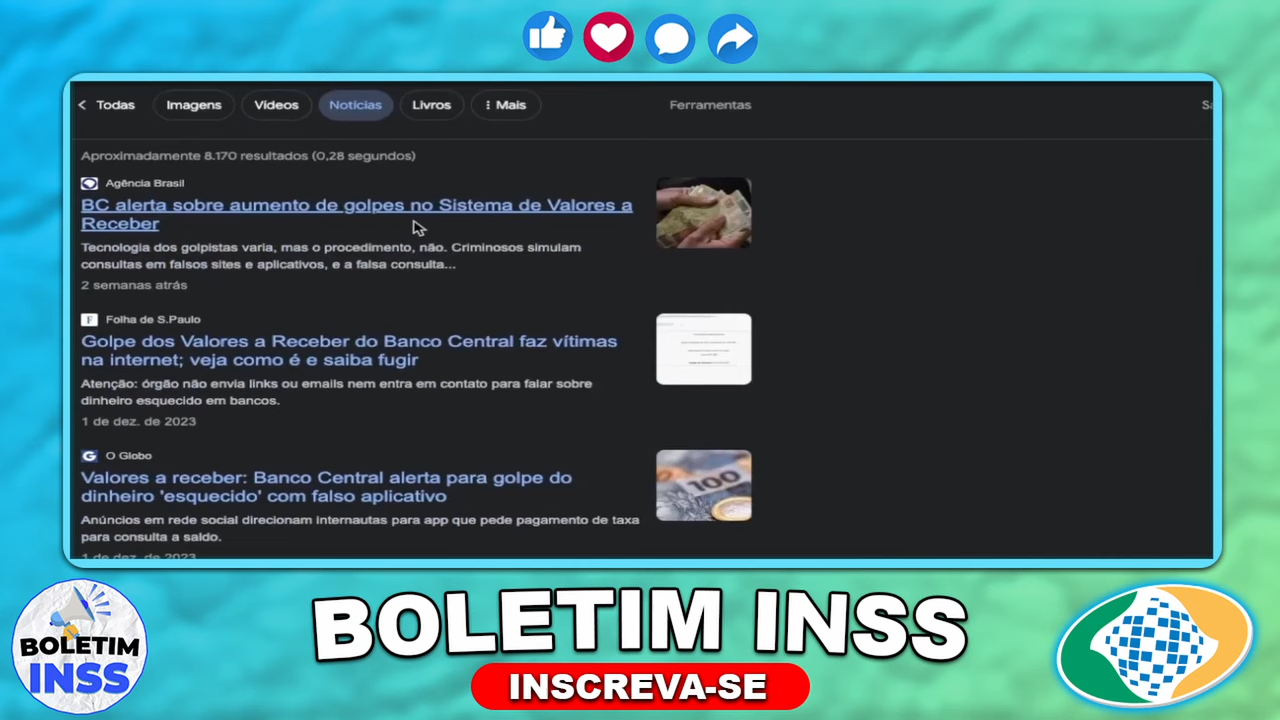 Todas
Imagens
Vídeos
Notícias
Livros
Mais
Ferramentas
Aproximadamente 8.170 resultados (0,28 segundos)
Agência Brasil
BC alerta sobre aumento de golpes no Sistema de Valores a
Receber
Tecnologia dos golpistas varia, mas o procedimento, não. Criminosos simulam
consultas em falsos sites e aplicativos, e a falsa consulta...
2 semanas atrás
F Folha de S.Paulo
Golpe dos Valores a Receber do Banco Central faz vítimas
na internet; veja como é e saiba fugir
Atenção: órgão não envia links ou emails nem entra em contato para falar sobre
dinheiro esquecido em bancos.
1 de dez. de 2023
G O Globo
Valores a receber: Banco Central alerta para golpe do
dinheiro 'esquecido' com falso aplicativo
100
Anúncios em rede social direcionam internautas para app que pede pagamento de taxa
para consulta a saldo.
1 de dez. 2023
BOLETIM INSS
INSCREVA-SE
BOLETIM
INSS